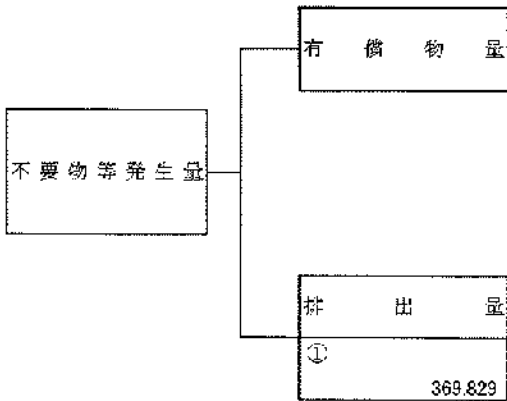 有償物量
不要物等発生量
排出量
①
369.829